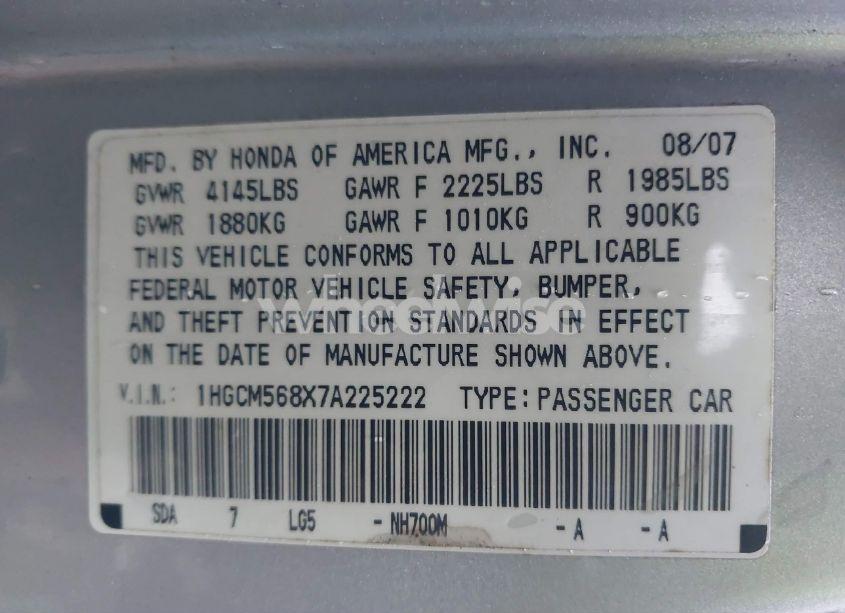 MFD. BY HONDA OF AMERICA MFG., INC. 08/07
GVWR 4145LBS GAWR F 2225LBS R 1985LBS
GVWR 1880KG GAWR F 1010KG R 900KG
THIS VEHICLE CONFORMS TO ALL APPLICABLE
FEDERAL MOTOR VEHICLE SAFETY, BUMPER,
AND THEFT PREVENTION STANDARDS IN EFFECT
ON THE DATE OF MANUFACTURE SHOWN ABOVE.
V.I.N.: 1HGCM568X7A225222 TYPE: PASSENGER CAR
SDA 7 LG5 - NH700M - A - A
wheelwise